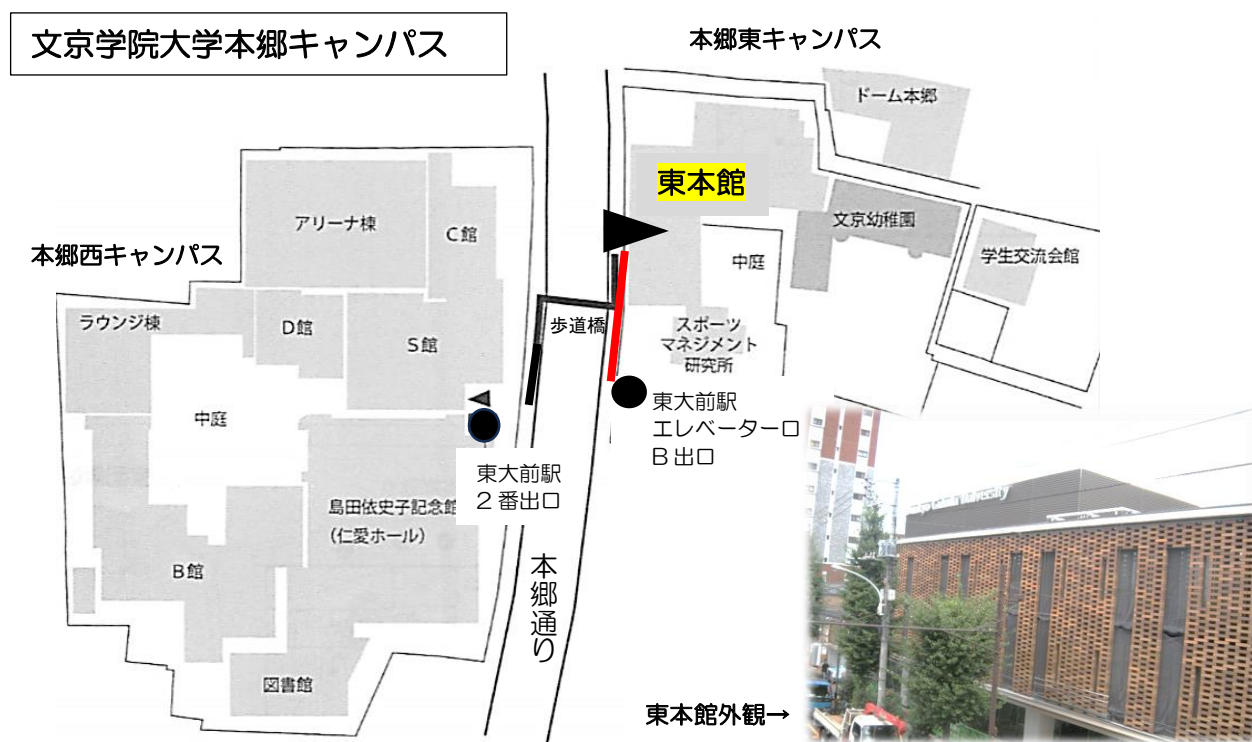 文京学院大学本郷キャンパス
本郷東キャンパス
ドーム本郷
東本館
文京幼稚園
学生交流会館
中庭
スポーツ
マネジメント
研究所
アリーナ棟
C館
本郷西キャンパス
ラウンジ棟
D館
S館
歩道橋
中庭
東大前駅
エレベーター口
B出口
東大前駅
2番出口
島田依史子記念館
(仁愛ホール)
B館
本郷通り
図書館
東本館外観→
University